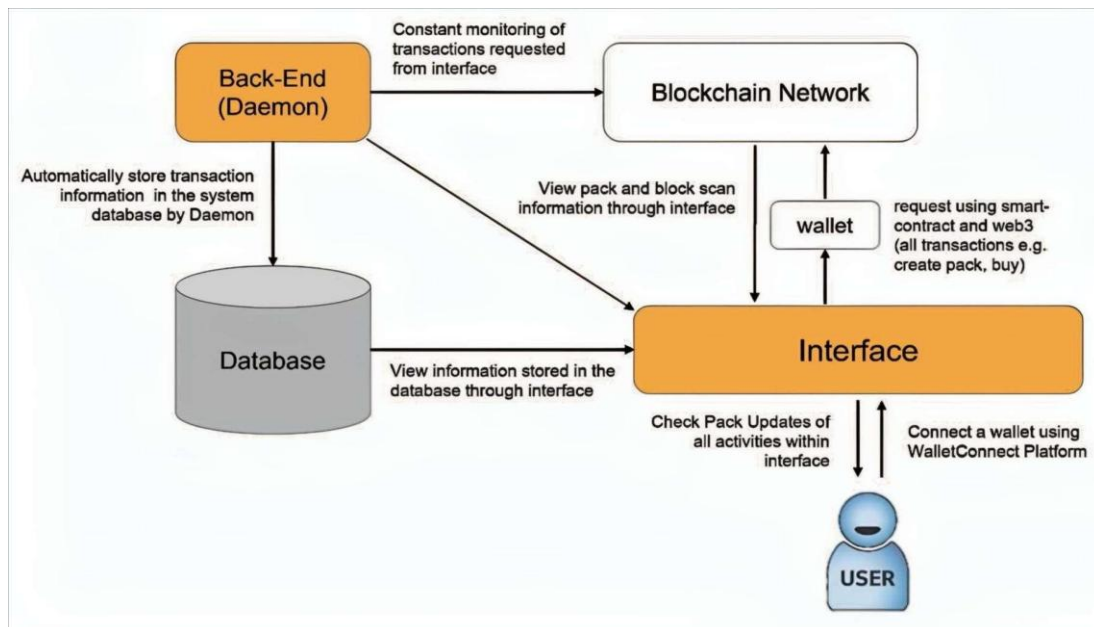 Constant monitoring of
transactions requested
from interface
Back-End
(Daemon)
Blockchain Network
Automatically store transaction
information in the system
database by Daemon
View pack and block scan
information through interface
wallet
request using smart-
contract and web3
(all transactions e.g.
create pack, buy)
Database
View information stored in the
database through interface
Interface
Check Pack Updates of
all activities within
interface
Connect a wallet using
WalletConnect Platform
USER